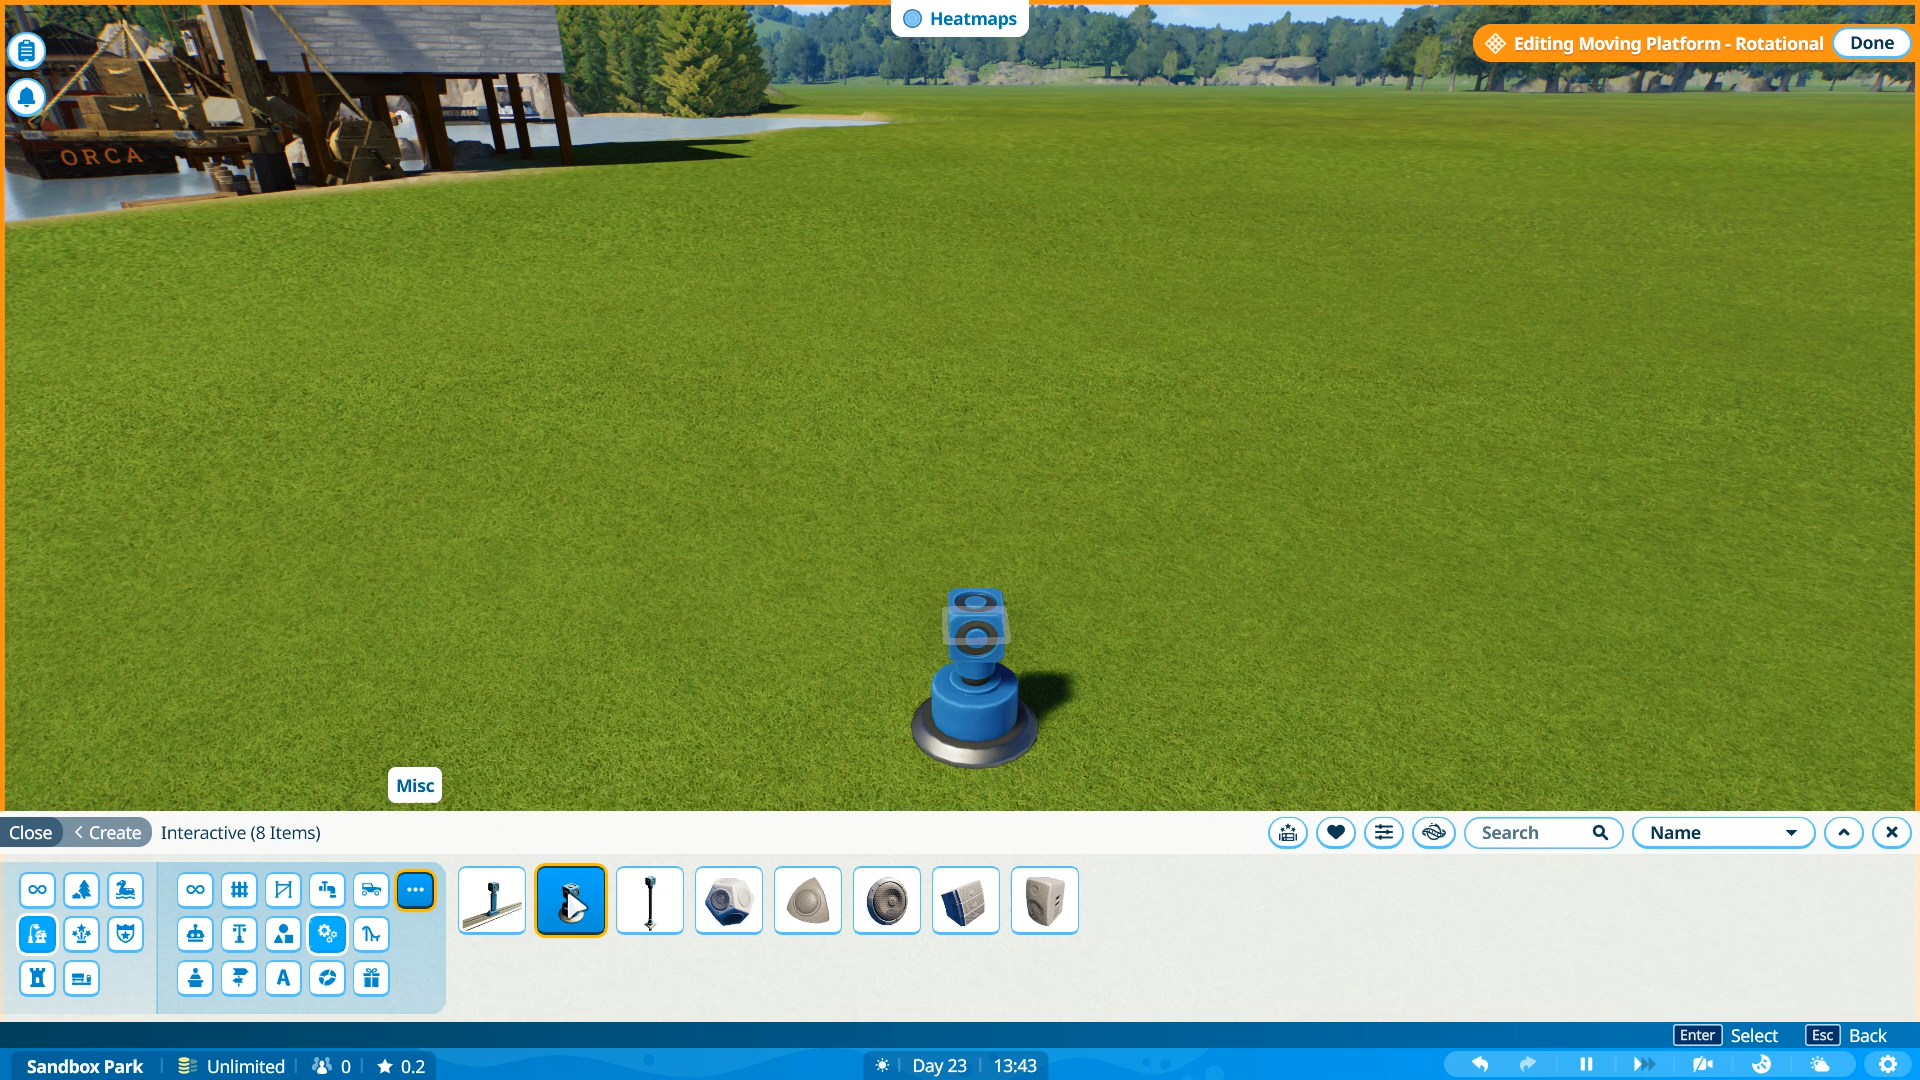 Heatmaps
Editing Moving Platform - Rotational
Done
ORCA
Misc
Close
Create
Interactive (8 Items)
Search
Name
A
Enter Select
Esc Back
Sandbox Park
Unlimited
0
0.2
Day 23
13:43